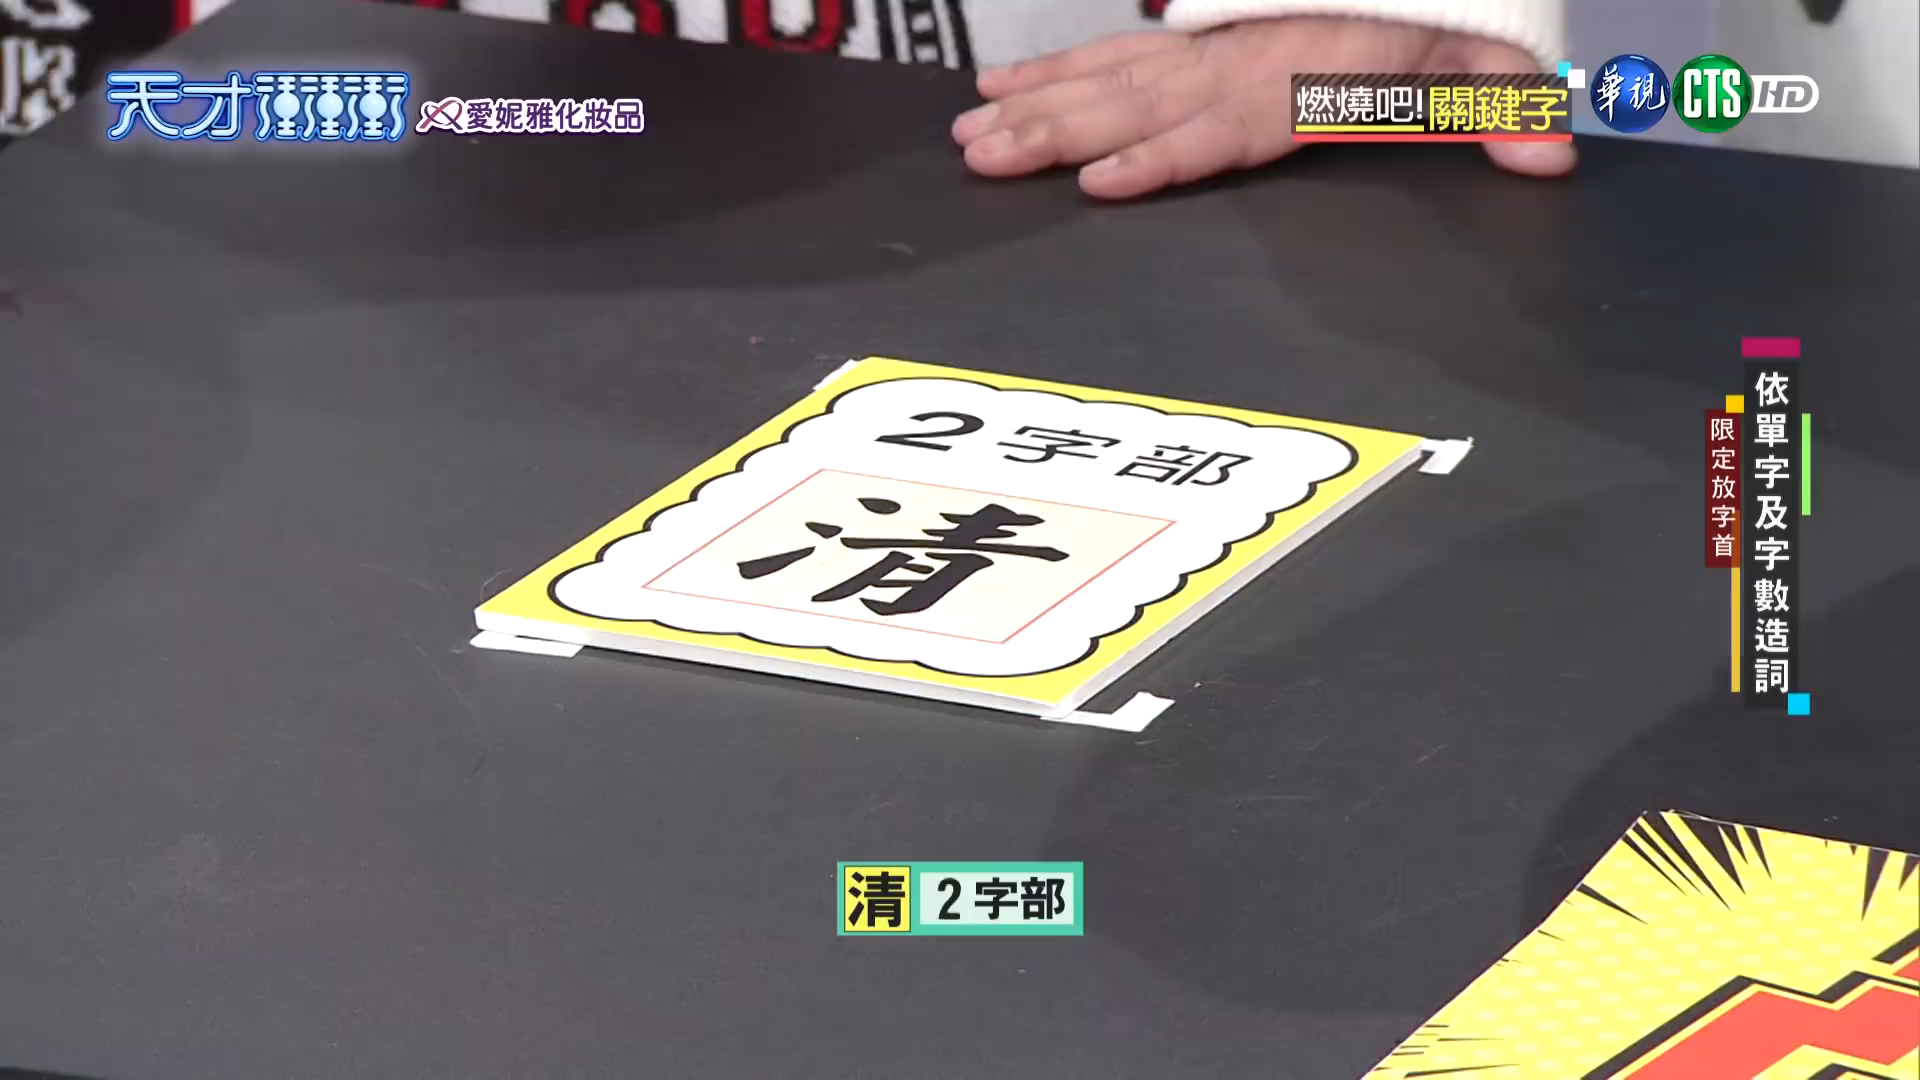 天才衝衝衝
愛妮雅化妝品
燃燒吧!關鍵字
華視
CTS HD
2字部
清
依單字及字數造詞
限定放字首
清 2字部